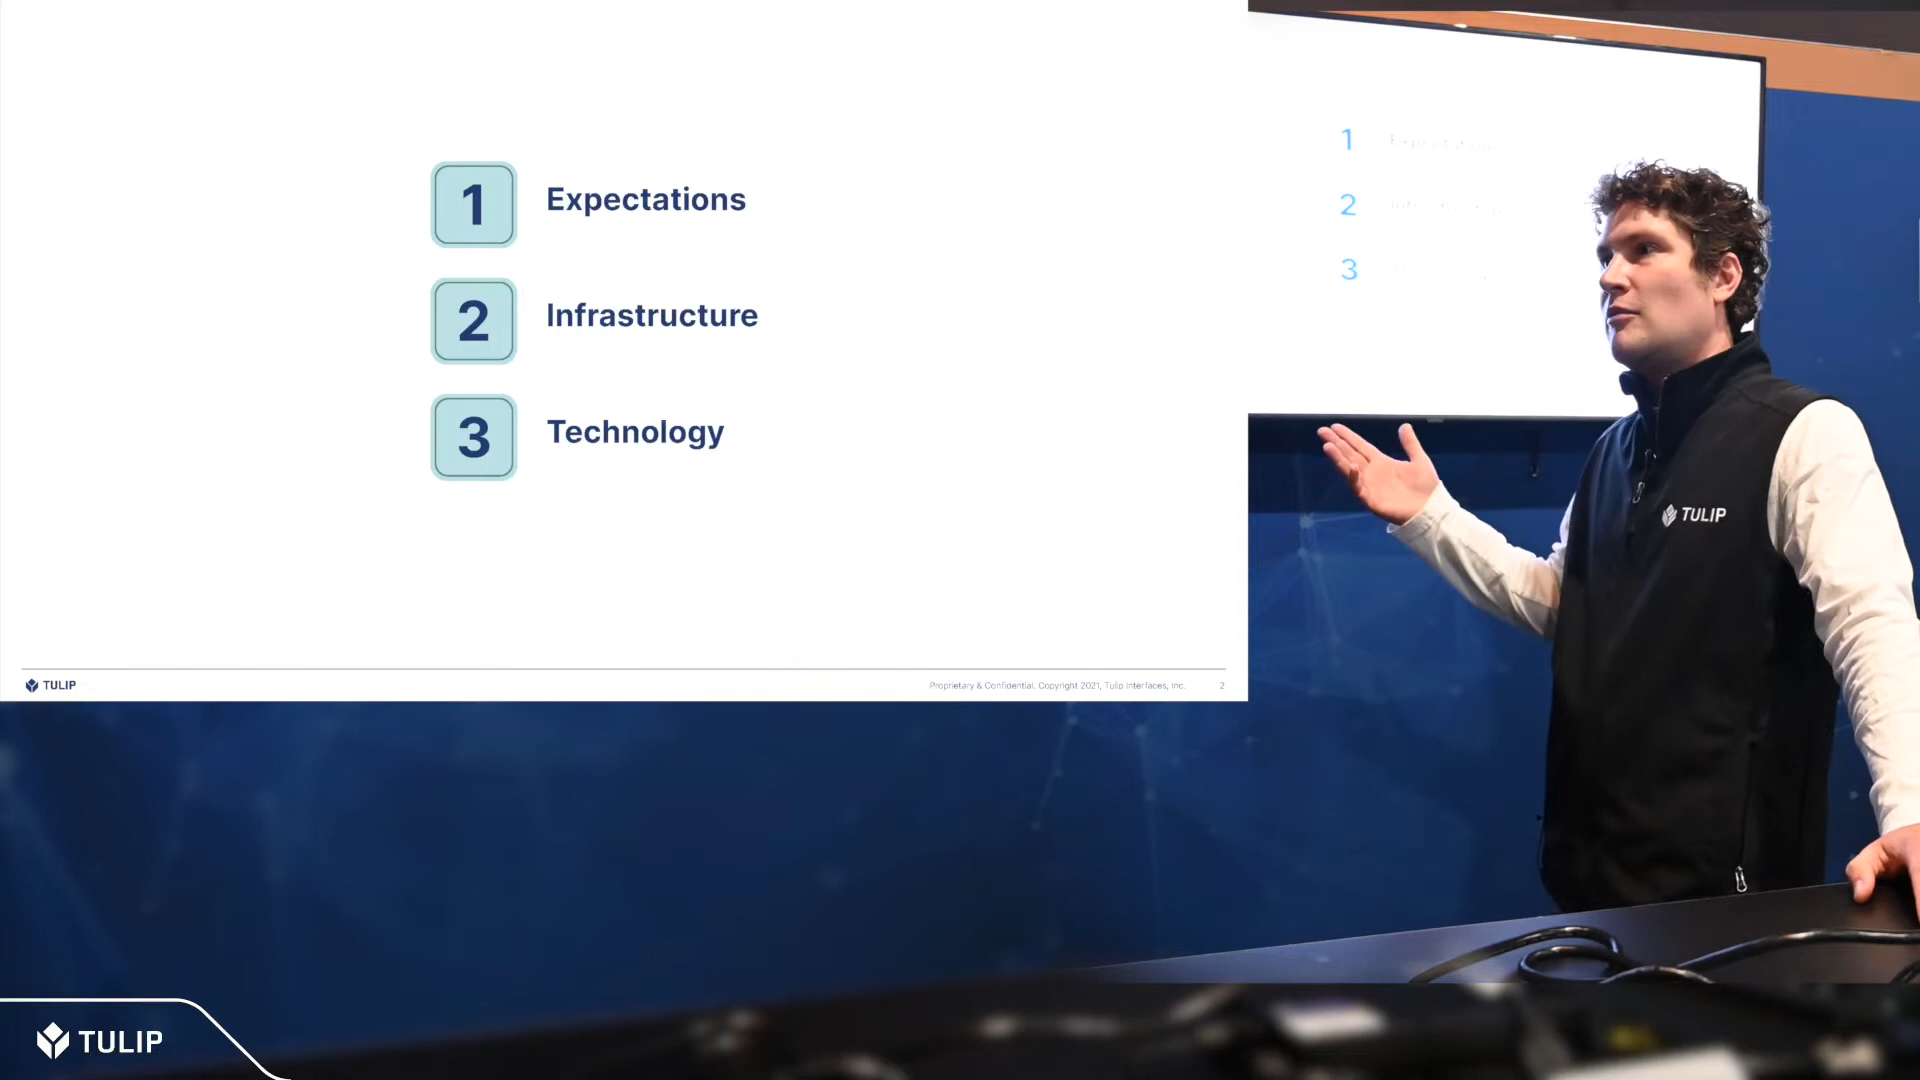 1 Expectations
2 Infrastructure
3 Technology
TULIP
Proprietary & Confidential. Copyright 2021, Tulip Interfaces, Inc. 2
1
2
3
TULIP
TULIP